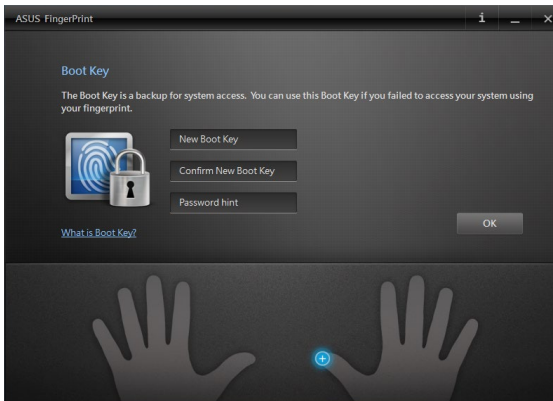 ASUS FingerPrint
Boot Key
The Boot Key is a backup for system access. You can use this Boot Key if you failed to access your system using
your fingerprint.
New Boot Key
Confirm New Boot Key
Password hint
What is Boot Key?
OK